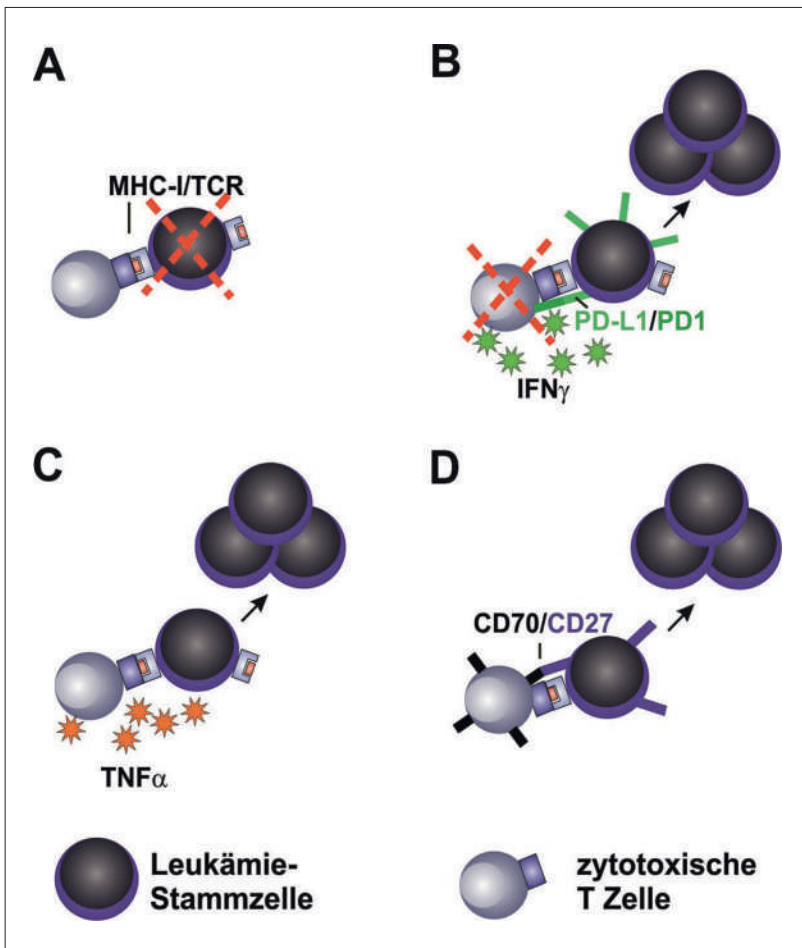 A
MHC-I/TCR
B
PD-L1/PD1
IFNγ
C
TNFα
D
CD70/CD27
Leukämie-
Stammzelle
zytotoxische
T Zelle